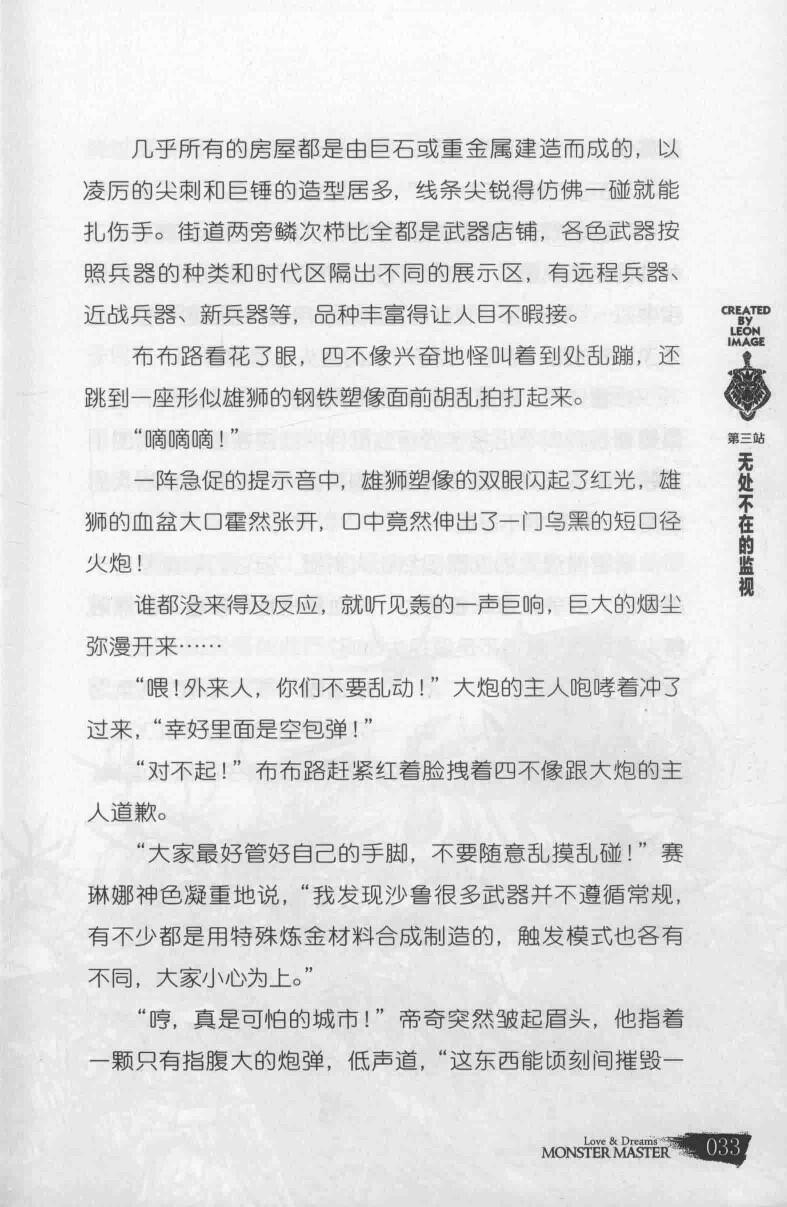 几乎所有的房屋都是由巨石或重金属建造而成的，以
凌厉的尖刺和巨锤的造型居多，线条尖锐得仿佛一碰就能
扎伤手。街道两旁鳞次栉比全都是武器店铺，各色武器按
照兵器的种类和时代区隔出不同的展示区，有远程兵器、
近战兵器、新兵器等，品种丰富得让人目不暇接。
布布路看花了眼，四不像兴奋地怪叫着到处乱蹦，还
跳到一座形似雄狮的钢铁塑像面前胡乱拍打起来。
“嘀嘀嘀！”
一阵急促的提示音中，雄狮塑像的双眼闪起了红光，雄
狮的血盆大口霍然张开，口中竟然伸出了一门乌黑的短口径
火炮！
谁都没来得及反应，就听见轰的一声巨响，巨大的烟尘
弥漫开来……
“喂！外来人，你们不要乱动！”大炮的主人咆哮着冲了
过来，“幸好里面是空包弹！”
“对不起！”布布路赶紧红着脸拽着四不像跟大炮的主
人道歉。
“大家最好管好自己的手脚，不要随意乱摸乱碰！”赛
琳娜神色凝重地说，“我发现沙鲁很多武器并不遵循常规，
有不少都是用特殊炼金材料合成制造的，触发模式也各有
不同，大家小心为上。”
“哼，真是可怕的城市！”帝奇突然皱起眉头，他指着
一颗只有指腹大的炮弹，低声道，“这东西能顷刻间摧毁一
CREATED
BY
LEON
IMAGE
第三站
无处不在的监视
Love & Dreams
MONSTER MASTER
033